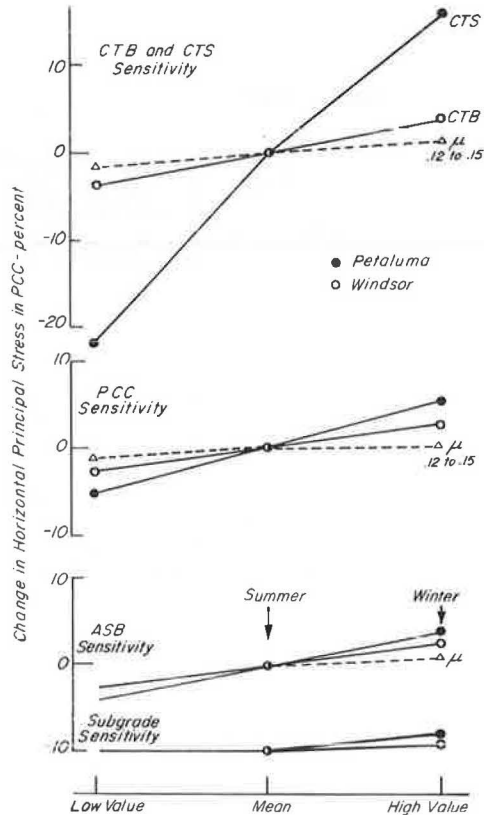 Change in Horizontal Principal Stress in PCC-percent
10
CTB and CTS
Sensitivity
CTS
CTB
0
μ
.12 to .15
-10
● Petaluma
○ Windsor
-20
10
PCC
Sensitivity
0
μ
.12 to .15
-10
10
Summer
Winter
ASB
Sensitivity
0
μ
Subgrade
Sensitivity
-10
Low Value
Mean
High Value